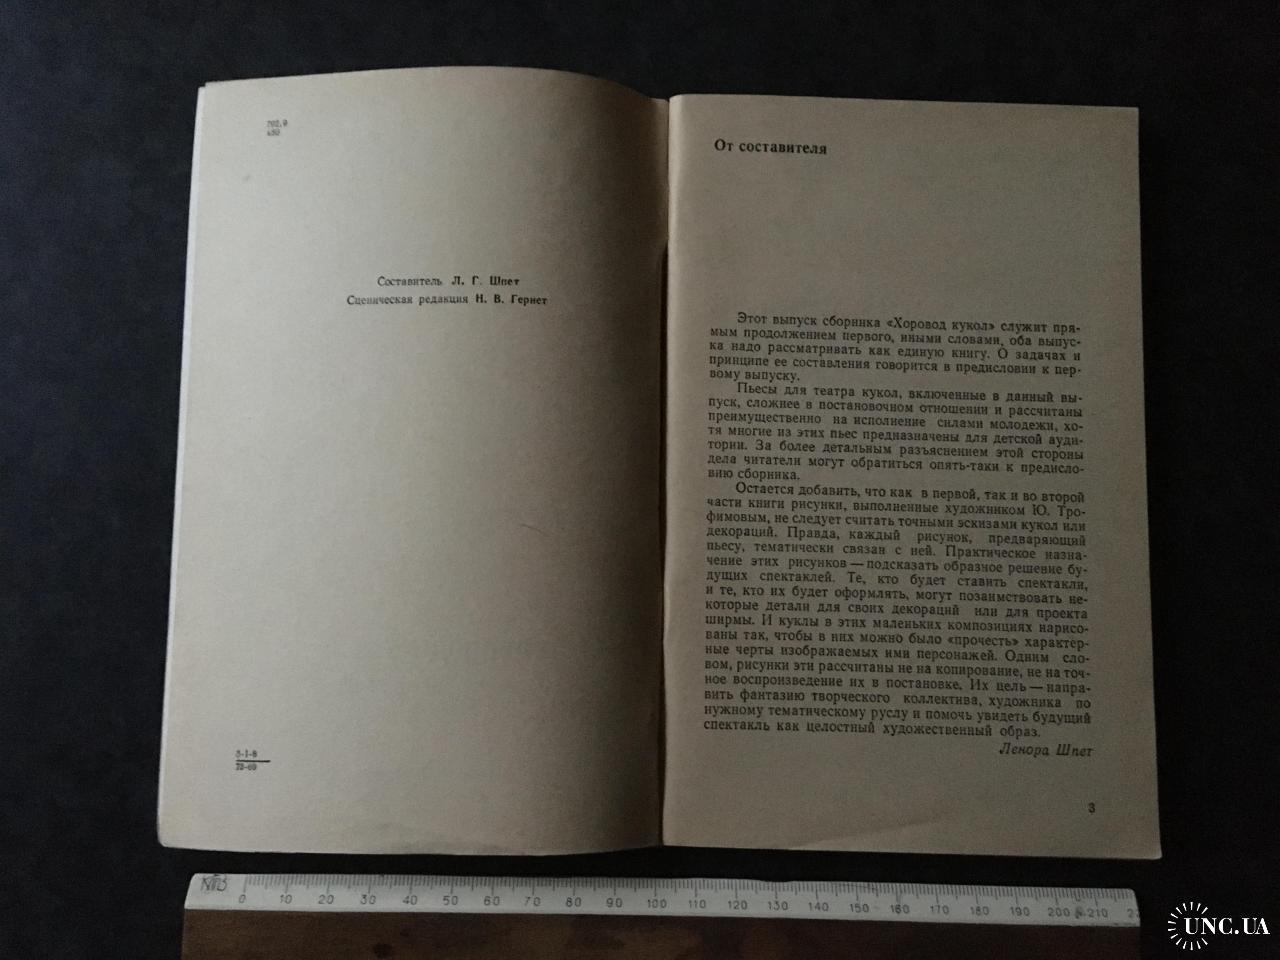 792.9
Составитель Л. Г. Шпет
Сценическая редакция Н. В. Гернет
8-1-8
72-69
От составителя
Этот выпуск сборника «Хоровод кукол» служит пря-
мым продолжением первого, иными словами, оба выпус-
ка надо рассматривать как единую книгу. О задачах и
принципе ее составления говорится в предисловии к пер-
вому выпуску.
Пьесы для театра кукол, включенные в данный вы-
пуск, сложнее в постановочном отношении и рассчитаны
преимущественно на исполнение силами молодежи, хо-
тя многие из этих пьес предназначены для детской ауди-
тории. За более детальным разъяснением этой стороны
дела читатели могут обратиться опять-таки к предисло-
вию сборника.
Остается добавить, что как в первой, так и во второй
части книги рисунки, выполненные художником Ю. Тро-
фимовым, не следует считать точными эскизами кукол или
декораций. Правда, каждый рисунок, предваряющий
пьесу, тематически связан с ней. Практическое назна-
чение этих рисунков — подсказать образное решение бу-
дущих спектаклей. Те, кто будет ставить спектакли,
и те, кто их будет оформлять, могут позаимствовать не-
которые детали для своих декораций или для проекта
ширмы. И куклы в этих маленьких композициях нарисо-
ваны так, чтобы в них можно было «прочесть» характер-
ные черты изображаемых ими персонажей. Одним сло-
вом, рисунки эти рассчитаны не на копирование, не на точ-
ное воспроизведение их в постановке. Их цель — напра-
вить фантазию творческого коллектива, художника по
нужному тематическому руслу и помочь увидеть будущий
спектакль как целостный художественный образ.
Ленора Шпет
3
0 10 20 30 40 50 60 70 80 90 100 110 120 130 140 150 160 170 180 190 200 210
UNC.UA